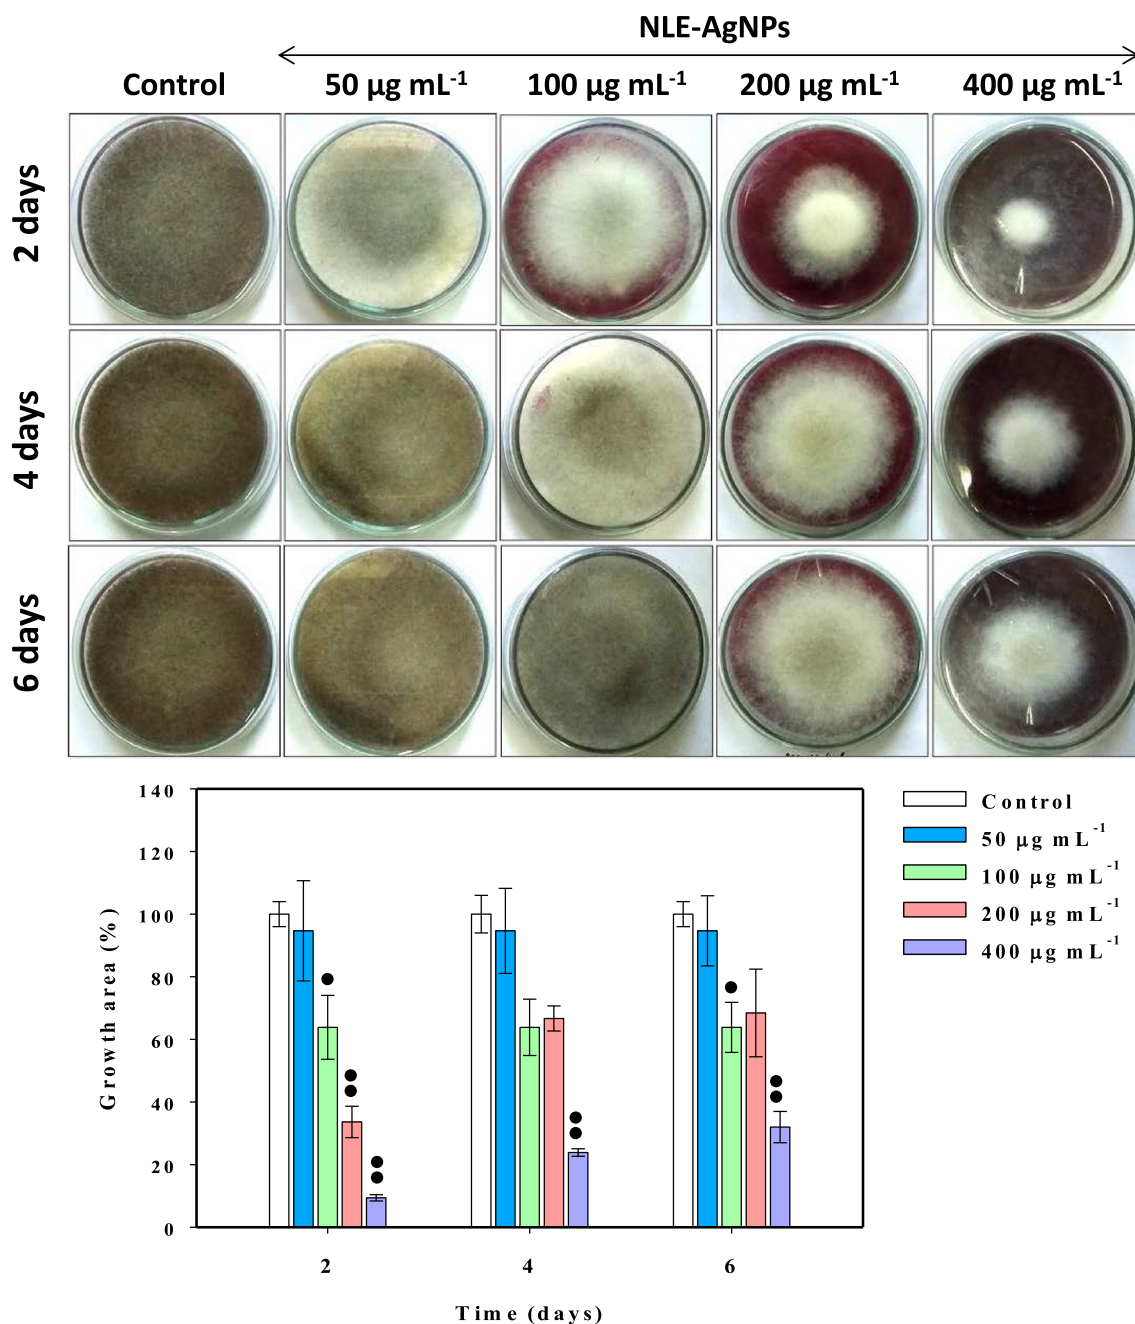 NLE-AgNPs
Control 50 µg mL⁻¹ 100 µg mL⁻¹ 200 µg mL⁻¹ 400 µg mL⁻¹
2 days
4 days
6 days
140
120
100
80
60
40
20
0
Growth area (%)
2 4 6
Time (days)
Control
50 µg mL⁻¹
100 µg mL⁻¹
200 µg mL⁻¹
400 µg mL⁻¹